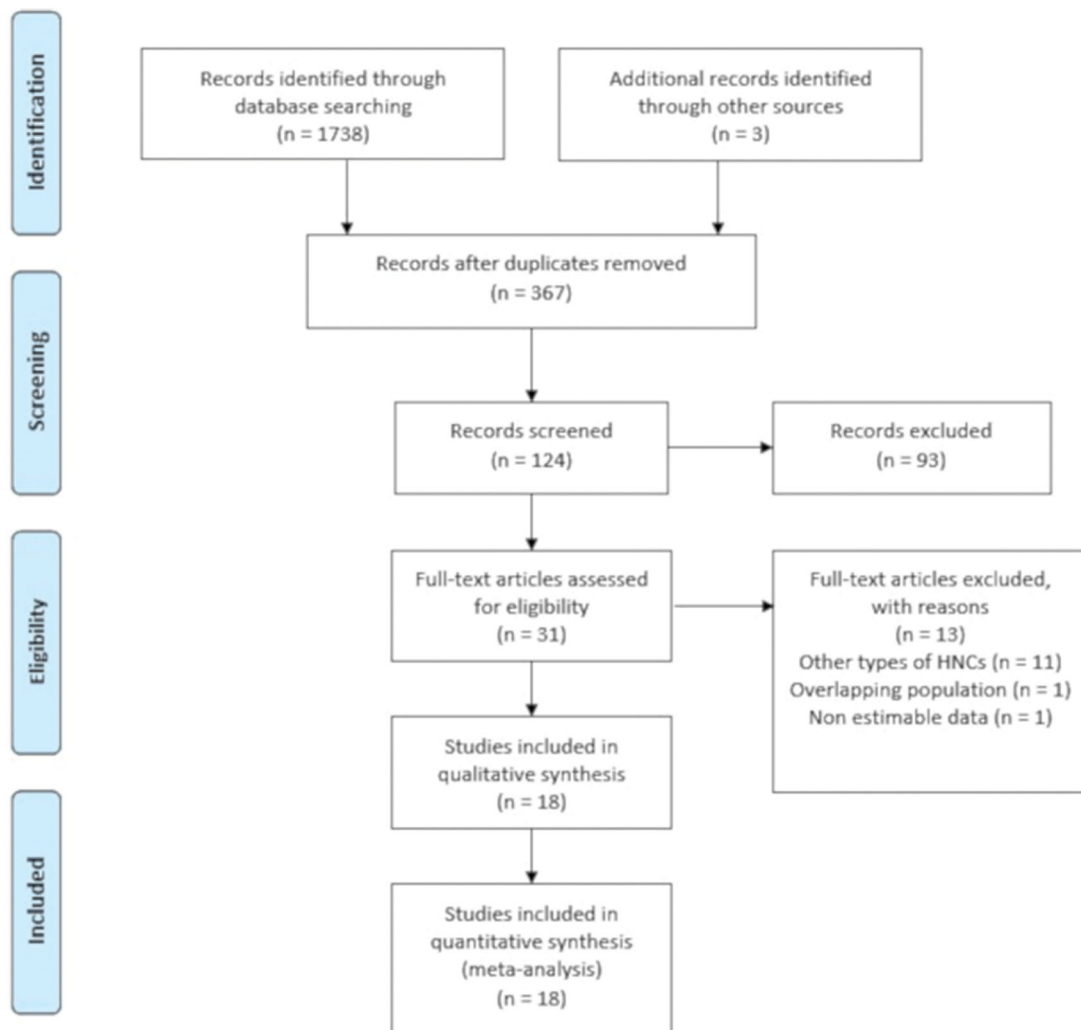 Identification
Records identified through
database searching
(n = 1738)
Additional records identified
through other sources
(n = 3)
Records after duplicates removed
(n = 367)
Screening
Records screened
(n = 124)
Records excluded
(n = 93)
Eligibility
Full-text articles assessed
for eligibility
(n = 31)
Full-text articles excluded,
with reasons
(n = 13)
Other types of HNCs (n = 11)
Overlapping population (n = 1)
Non estimable data (n = 1)
Studies included in
qualitative synthesis
(n = 18)
Included
Studies included in
quantitative synthesis
(meta-analysis)
(n = 18)